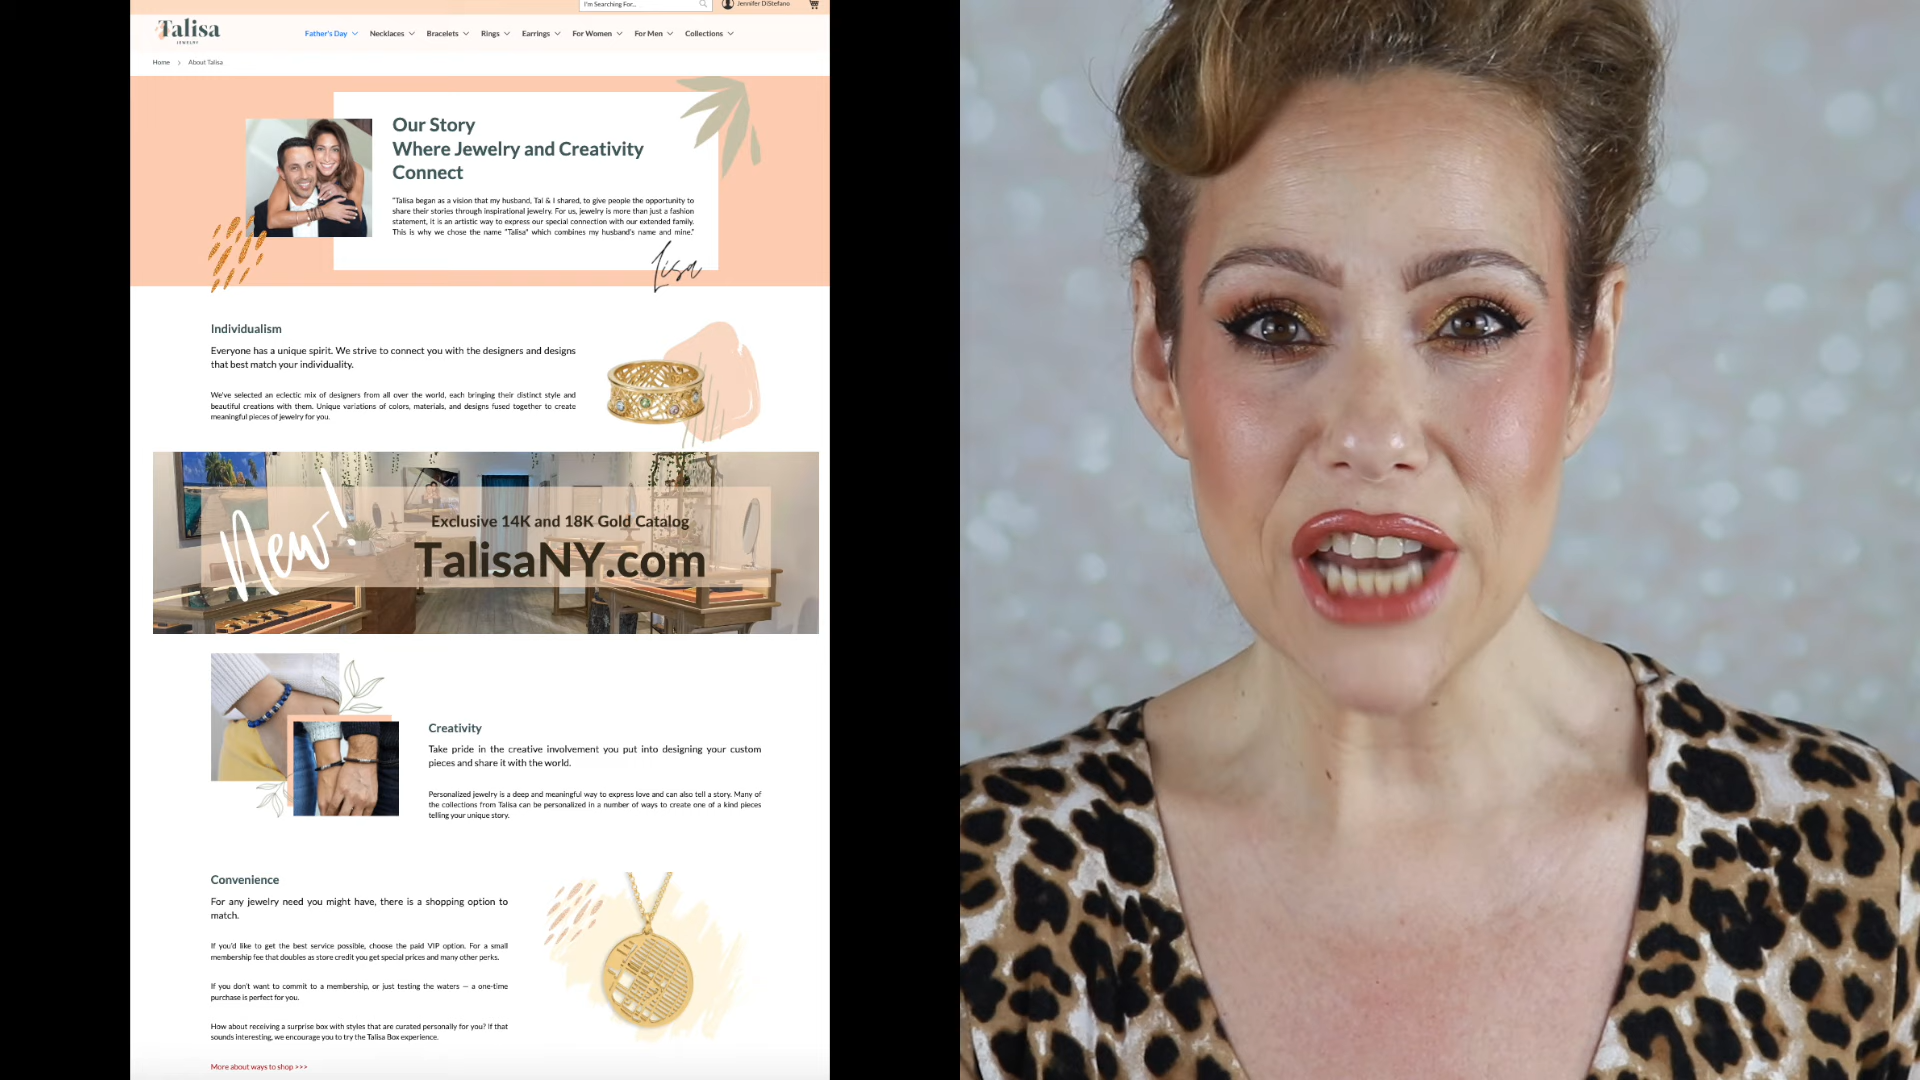 I'm Searching For...
Jennifer DiStefano
Talisa
JEWELRY
Father's Day
Necklaces
Bracelets
Rings
Earrings
For Women
For Men
Collections
Home > About Talisa
Our Story
Where Jewelry and Creativity
Connect
"Talisa began as a vision that my husband, Tal & I shared, to give people the opportunity to
share their stories through inspirational jewelry. For us, jewelry is more than just a fashion
statement, it is an artistic way to express our special connection with our extended family.
This is why we chose the name "Talisa" which combines my husband's name and mine."
Lisa
Individualism
Everyone has a unique spirit. We strive to connect you with the designers and designs
that best match your individuality.
We've selected an eclectic mix of designers from all over the world, each bringing their distinct style and
beautiful creations with them. Unique variations of colors, materials, and designs fused together to create
meaningful pieces of jewelry for you.
New!
Exclusive 14K and 18K Gold Catalog
TalisaNY.com
Creativity
Take pride in the creative involvement you put into designing your custom
pieces and share it with the world.
Personalized jewelry is a deep and meaningful way to express love and can also tell a story. Many of
the collections from Talisa can be personalized in a number of ways to create one of a kind pieces
telling your unique story.
Convenience
For any jewelry need you might have, there is a shopping option to
match.
If you'd like to get the best service possible, choose the paid VIP option. For a small
membership fee that doubles as store credit you get special prices and many other perks.
If you don't want to commit to a membership, or just testing the waters — a one-time
purchase is perfect for you.
How about receiving a surprise box with styles that are curated personally for you? If that
sounds interesting, we encourage you to try the Talisa Box experience.
More about ways to shop >>>